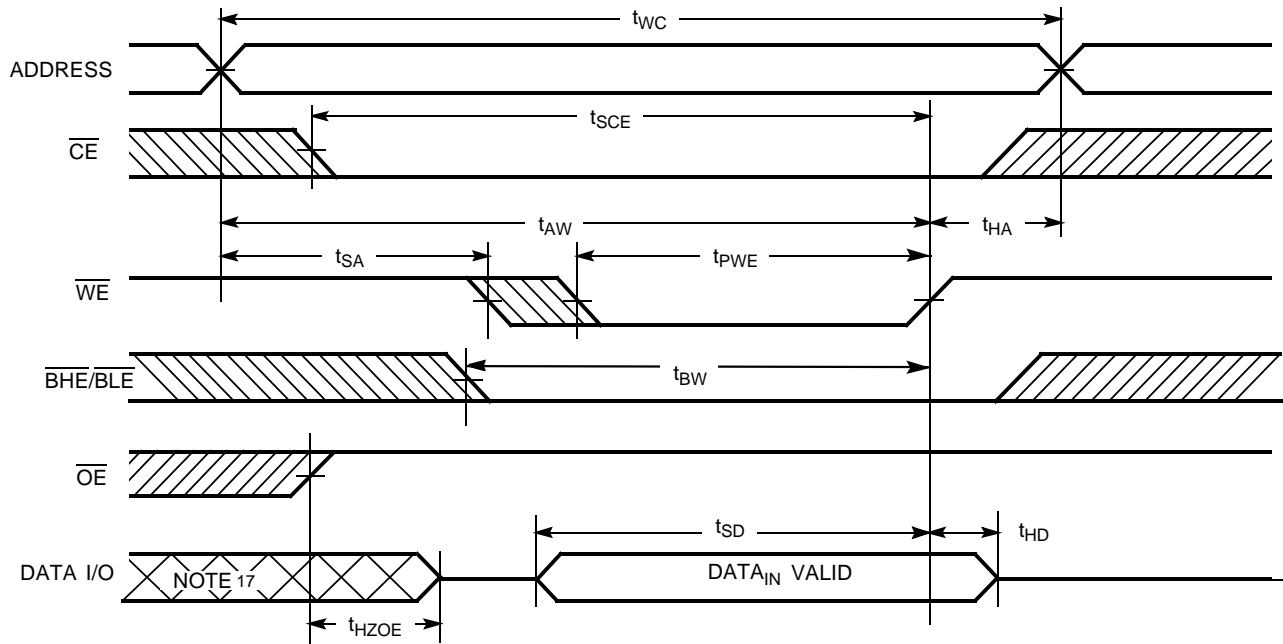 tWC
ADDRESS
tSCE
CE
tAW
tHA
tSA
tPWE
WE
BHE/BLE
tBW
OE
tSD
tHD
DATA I/O
NOTE 17
DATAIN VALID
tHZOE